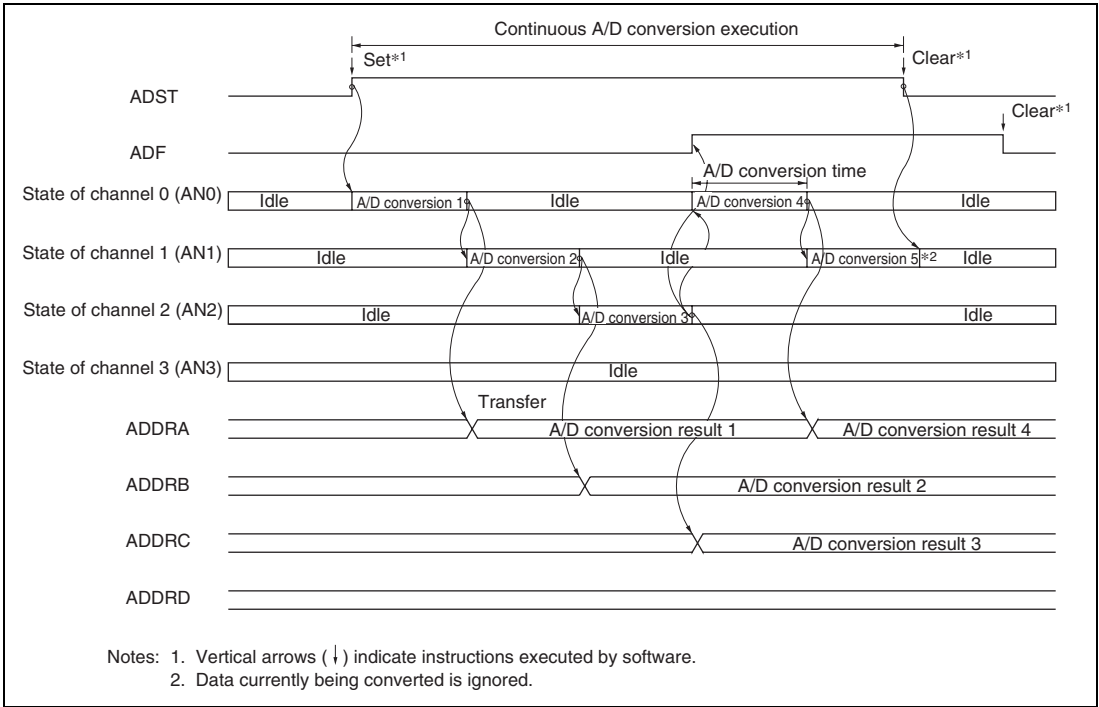 Continuous A/D conversion execution
Set*1
Clear*1
ADST
Clear*1
ADF
A/D conversion time
State of channel 0 (AN0)
Idle
A/D conversion 1
Idle
A/D conversion 4
Idle
State of channel 1 (AN1)
Idle
A/D conversion 2
Idle
A/D conversion 5
*2
Idle
State of channel 2 (AN2)
Idle
A/D conversion 3
Idle
State of channel 3 (AN3)
Idle
Transfer
ADDRA
A/D conversion result 1
A/D conversion result 4
ADDRB
A/D conversion result 2
ADDRC
A/D conversion result 3
ADDRD
Notes: 1. Vertical arrows (↓) indicate instructions executed by software.
2. Data currently being converted is ignored.